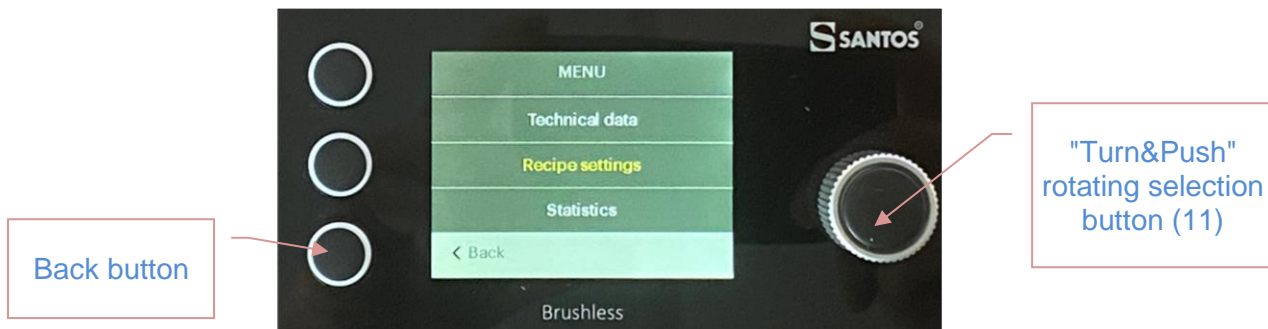 SANTOS®
MENU
Technical data
Recipe settings
Statistics
< Back
Brushless
Back button
"Turn&Push"
rotating selection
button (11)